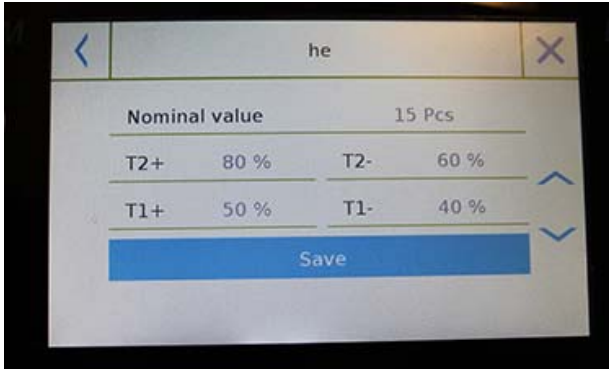 he
Nominal value 15 Pcs
T2+ 80 % T2- 60 %
T1+ 50 % T1- 40 %
Save